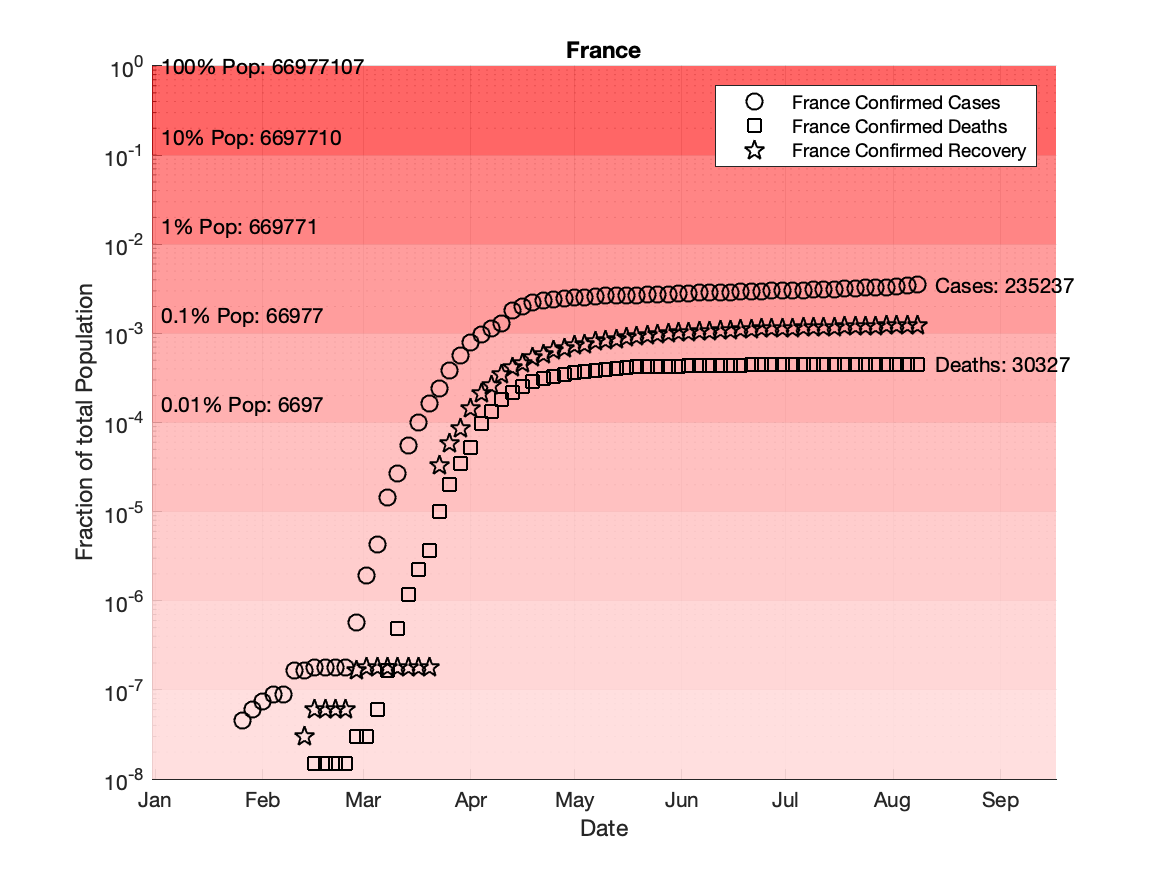 France
10^0
100% Pop: 66977107
France Confirmed Cases
France Confirmed Deaths
France Confirmed Recovery
10% Pop: 6697710
10^-1
1% Pop: 669771
10^-2
Cases: 235237
0.1% Pop: 66977
10^-3
Deaths: 30327
0.01% Pop: 6697
10^-4
10^-5
10^-6
10^-7
10^-8
Fraction of total Population
Jan Feb Mar Apr May Jun Jul Aug Sep
Date